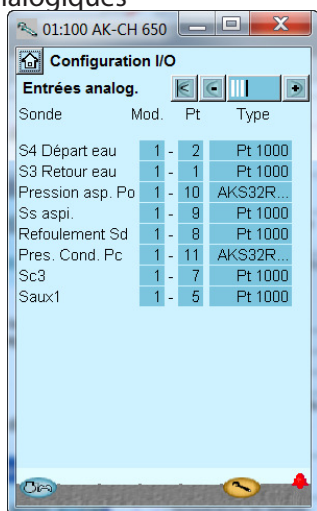 alogiques
01:100 AK-CH 650
Configuration I/O
Entrées analog.
Sonde Mod. Pt Type
S4 Départ eau 1 - 2 Pt 1000
S3 Retour eau 1 - 1 Pt 1000
Pression asp. Po 1 - 10 AKS32R...
Ss aspi. 1 - 9 Pt 1000
Refoulement Sd 1 - 8 Pt 1000
Pres. Cond. Pc 1 - 11 AKS32R...
Sc3 1 - 7 Pt 1000
Saux1 1 - 5 Pt 1000